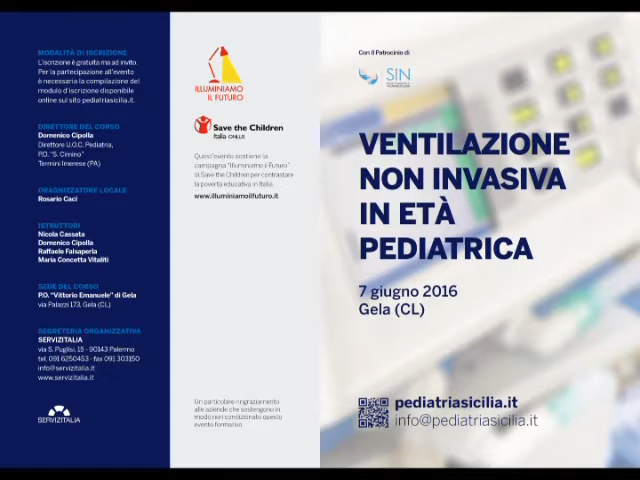 MODALITÀ DI ISCRIZIONE
L'iscrizione è gratuita ma ad invito.
Per la partecipazione all'evento
è necessaria la compilazione del
modulo d'iscrizione disponibile
online sul sito pediatriasicilia.it.
DIRETTORE DEL CORSO
Domenico Cipolla
Direttore U.O.C. Pediatria,
P.O. "S. Cimino"
Termini Imerese (PA)
ORAGNIZZATORE LOCALE
Rosario Caci
ISTRUTTORI
Nicola Cassata
Domenico Cipolla
Raffaele Falsaperla
Maria Concetta Vitaliti
SEDE DEL CORSO
P.O. "Vittorio Emanuele" di Gela
via Palazzi 173, Gela (CL)
SEGRETERIA ORGANIZZATIVA
SERVIZITALIA
via S. Puglisi, 15 - 90143 Palermo
tel. 091 6250453 - fax 091 303150
info@servizitalia.it
www.servizitalia.it
SERVIZITALIA
ILLUMINIAMO
IL FUTURO
Save the Children
Italia ONLUS
Quest'evento sostiene la
campagna "Illuminiamo il Futuro"
di Save the Children per contrastare
la povertà educativa in Italia.
www.illuminiamoilfuturo.it
Un particolare ringraziamento
alle aziende che sostengono in
modo non condizionato questo
evento formativo.
Con il Patrocinio di
SIN
VENTILAZIONE
NON INVASIVA
IN ETÀ
PEDIATRICA
7 giugno 2016
Gela (CL)
pediatriasicilia.it
info@pediatriasicilia.it